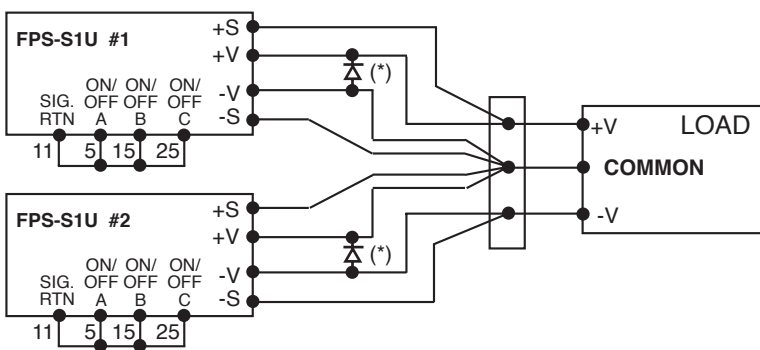 FPS-S1U #1
+S
+V
-V
-S
ON/ ON/ ON/
SIG. OFF OFF OFF
RTN A B C
11 5 15 25
(*)
+V LOAD
COMMON
-V
FPS-S1U #2
+S
+V
-V
-S
ON/ ON/ ON/
SIG. OFF OFF OFF
RTN A B C
11 5 15 25
(*)